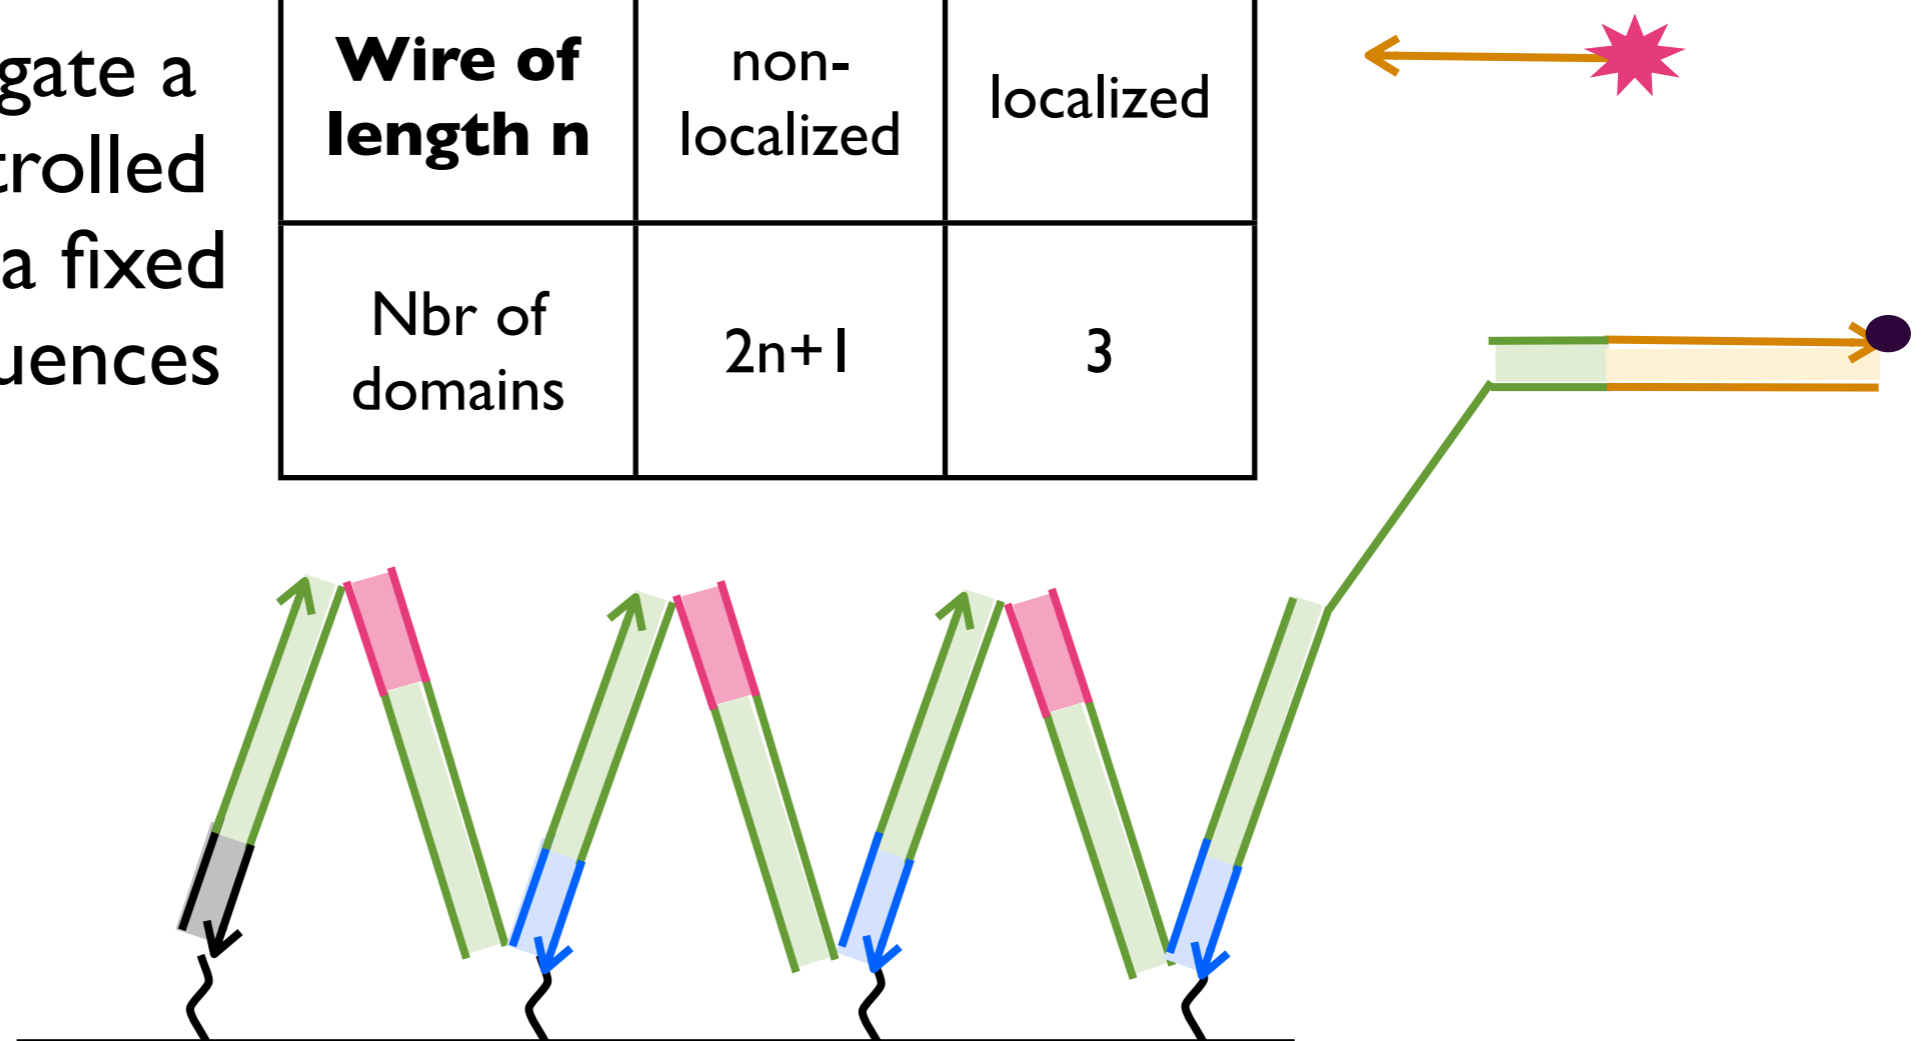 gate a
trolled
a fixed
uences
Wire of
length n
non-
localized
localized
Nbr of
domains
2n+1
3